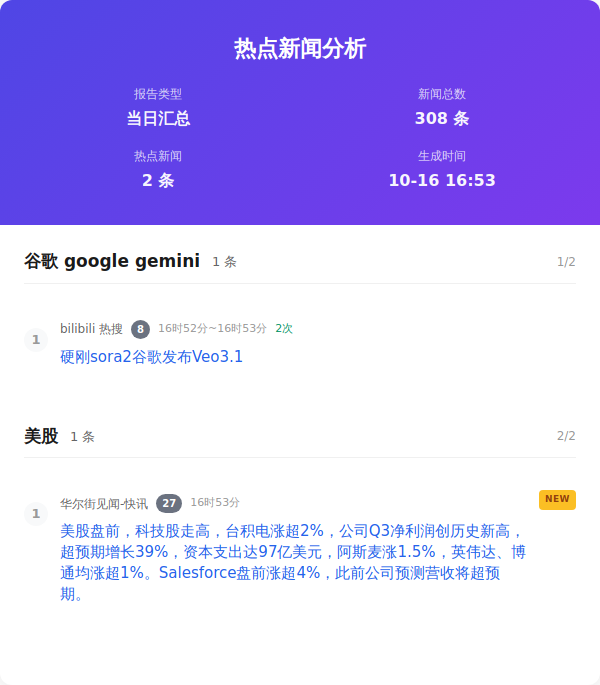 热点新闻分析
报告类型
新闻总数
当日汇总
308 条
热点新闻
生成时间
2 条
10-16 16:53
谷歌 google gemini 1 条 1/2
1
bilibili 热搜 8 16时52分~16时53分 2次
硬刚sora2谷歌发布Veo3.1
美股 1 条 2/2
1
华尔街见闻-快讯 27 16时53分 NEW
美股盘前，科技股走高，台积电涨超2%，公司Q3净利润创历史新高，
超预期增长39%，资本支出达97亿美元，阿斯麦涨1.5%，英伟达、博
通均涨超1%。Salesforce盘前涨超4%，此前公司预测营收将超预
期。